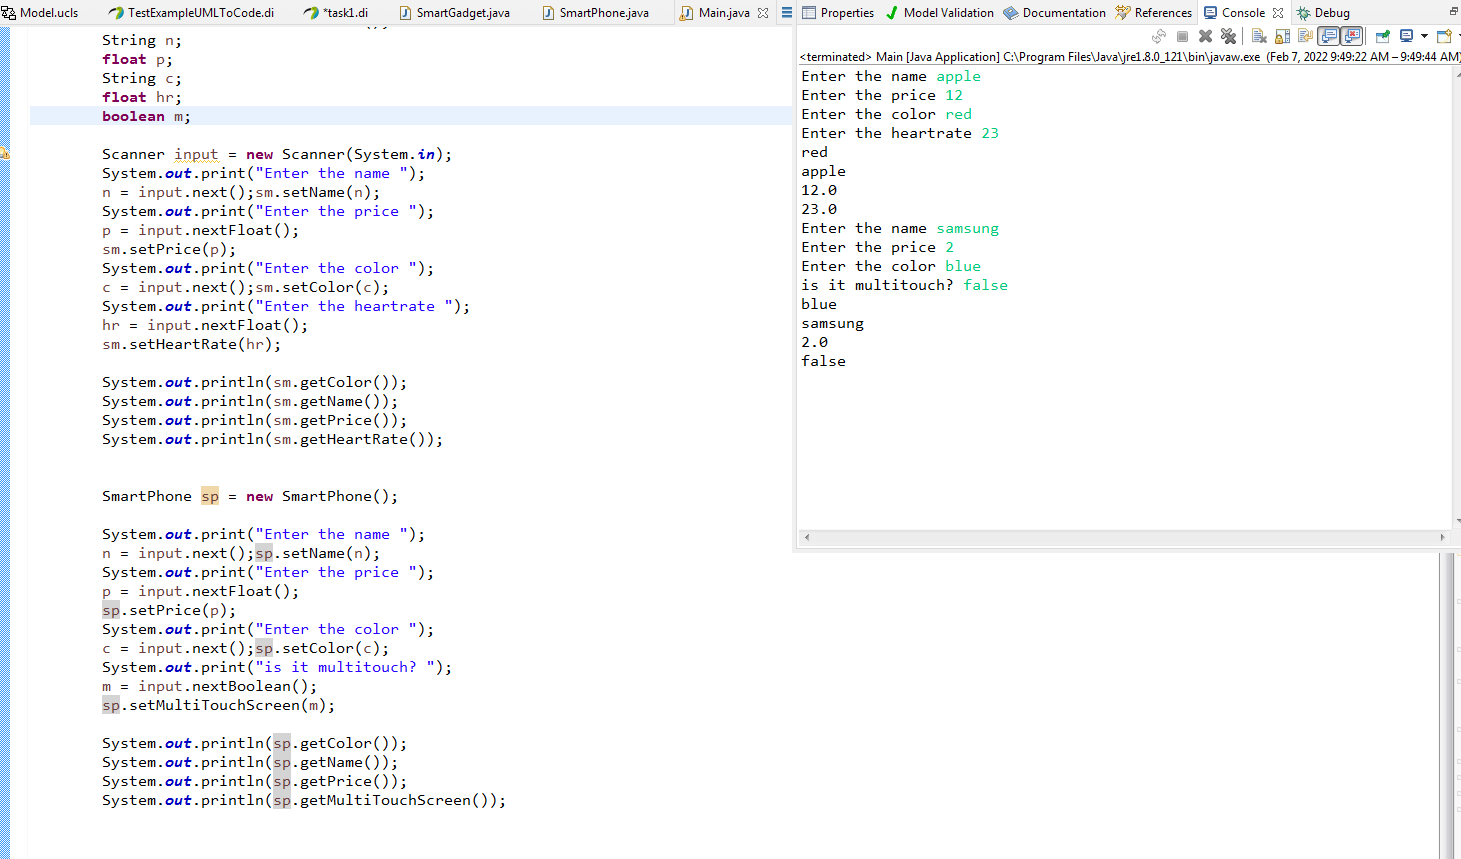 Model.ucls TestExampleUMLToCode.di *task1.di SmartGadget.java SmartPhone.java Main.java
String n;
float p;
String c;
float hr;
boolean m;
Scanner input = new Scanner(System.in);
System.out.print("Enter the name ");
n = input.next();sm.setName(n);
System.out.print("Enter the price ");
p = input.nextFloat();
sm.setPrice(p);
System.out.print("Enter the color ");
c = input.next();sm.setColor(c);
System.out.print("Enter the heartrate ");
hr = input.nextFloat();
sm.setHeartRate(hr);
System.out.println(sm.getColor());
System.out.println(sm.getName());
System.out.println(sm.getPrice());
System.out.println(sm.getHeartRate());
SmartPhone sp = new SmartPhone();
System.out.print("Enter the name ");
n = input.next();sp.setName(n);
System.out.print("Enter the price ");
p = input.nextFloat();
sp.setPrice(p);
System.out.print("Enter the color ");
c = input.next();sp.setColor(c);
System.out.print("is it multitouch? ");
m = input.nextBoolean();
sp.setMultiTouchScreen(m);
System.out.println(sp.getColor());
System.out.println(sp.getName());
System.out.println(sp.getPrice());
System.out.println(sp.getMultiTouchScreen());
Properties Model Validation Documentation References Console Debug
<terminated> Main [Java Application] C:\Program Files\Java\jre1.8.0_121\bin\javaw.exe (Feb 7, 2022 9:49:22 AM – 9:49:44 AM)
Enter the name apple
Enter the price 12
Enter the color red
Enter the heartrate 23
red
apple
12.0
23.0
Enter the name samsung
Enter the price 2
Enter the color blue
is it multitouch? false
blue
samsung
2.0
false